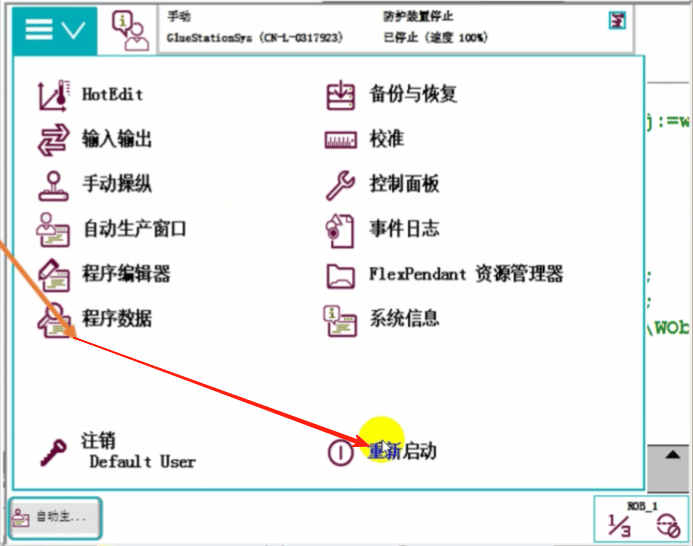 手动
防护装置停止
GlueStationSys (CN-L-0317923)
已停止 (速度 100%)
HotEdit
备份与恢复
输入输出
校准
手动操纵
控制面板
自动生产窗口
事件日志
程序编辑器
FlexPendant 资源管理器
程序数据
系统信息
注销
Default User
重新启动
j:=w
;
;
\WOb
自动生...
ROB_1
1/3